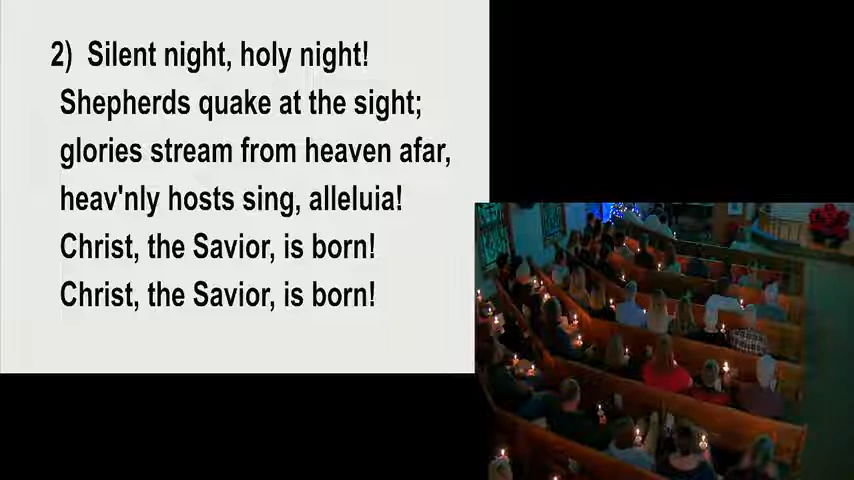 2) Silent night, holy night!
Shepherds quake at the sight;
glories stream from heaven afar,
heav'nly hosts sing, alleluia!
Christ, the Savior, is born!
Christ, the Savior, is born!